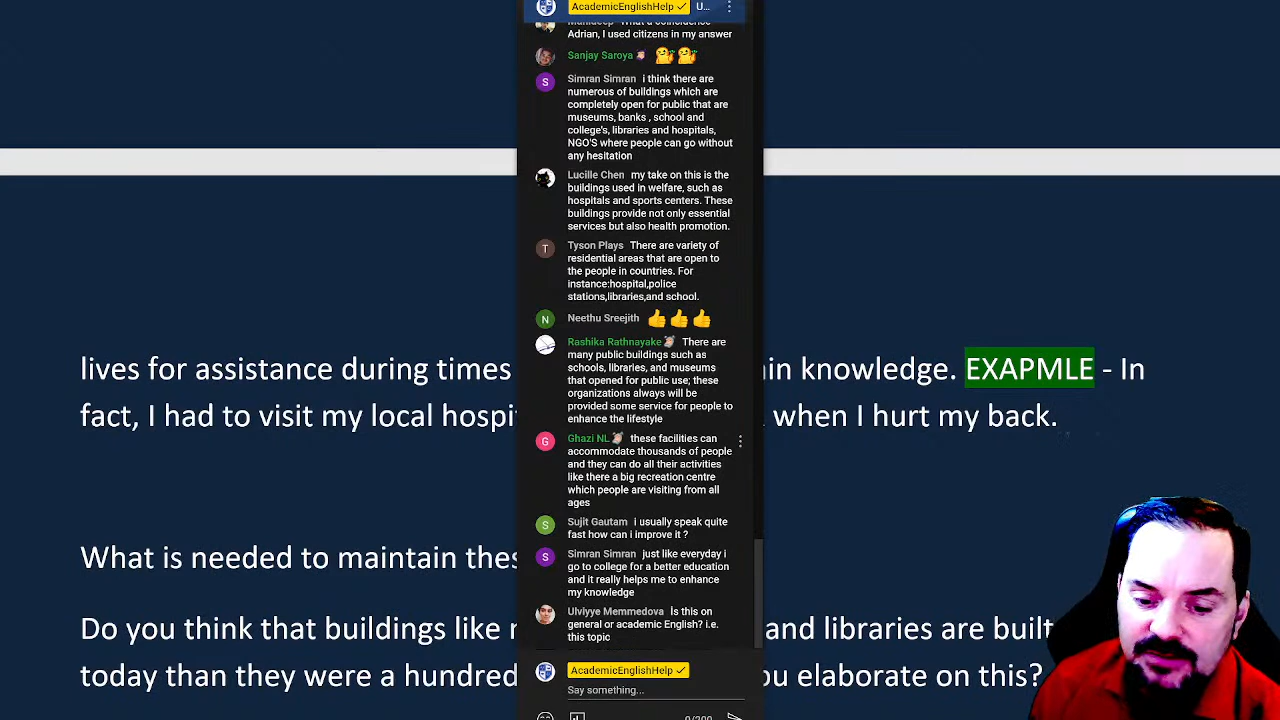 AcademicEnglishHelp ✓ U...
What a coincidence
Adrian, I used citizens in my answer
Sanjay Saroya
S Simran Simran i think there are
numerous of buildings which are
completely open for public that are
museums, banks , school and
college's, libraries and hospitals,
NGO'S where people can go without
any hesitation
Lucille Chen my take on this is the
buildings used in welfare, such as
hospitals and sports centers. These
buildings provide not only essential
services but also health promotion.
T Tyson Plays There are variety of
residential areas that are open to
the people in countries. For
instance:hospital,police
stations,libraries,and school.
N Neethu Sreejith 👍👍👍
Rashika Rathnayake There are
many public buildings such as
schools, libraries, and museums
that opened for public use; these
organizations always will be
provided some service for people to
enhance the lifestyle
G Ghazi NL these facilities can
accommodate thousands of people
and they can do all their activities
like there a big recreation centre
which people are visiting from all
ages
S Sujit Gautam i usually speak quite
fast how can i improve it ?
S Simran Simran just like everyday i
go to college for a better education
and it really helps me to enhance
my knowledge
Ulviyye Memmedova İs this on
general or academic English? i.e.
this topic
AcademicEnglishHelp ✓
Say something...
0/200
lives for assistance during times in knowledge. EXAPMLE - In
fact, I had to visit my local when I hurt my back.
What is needed to maintain
Do you think that buildings like and libraries are
today than they were a elaborate on this?